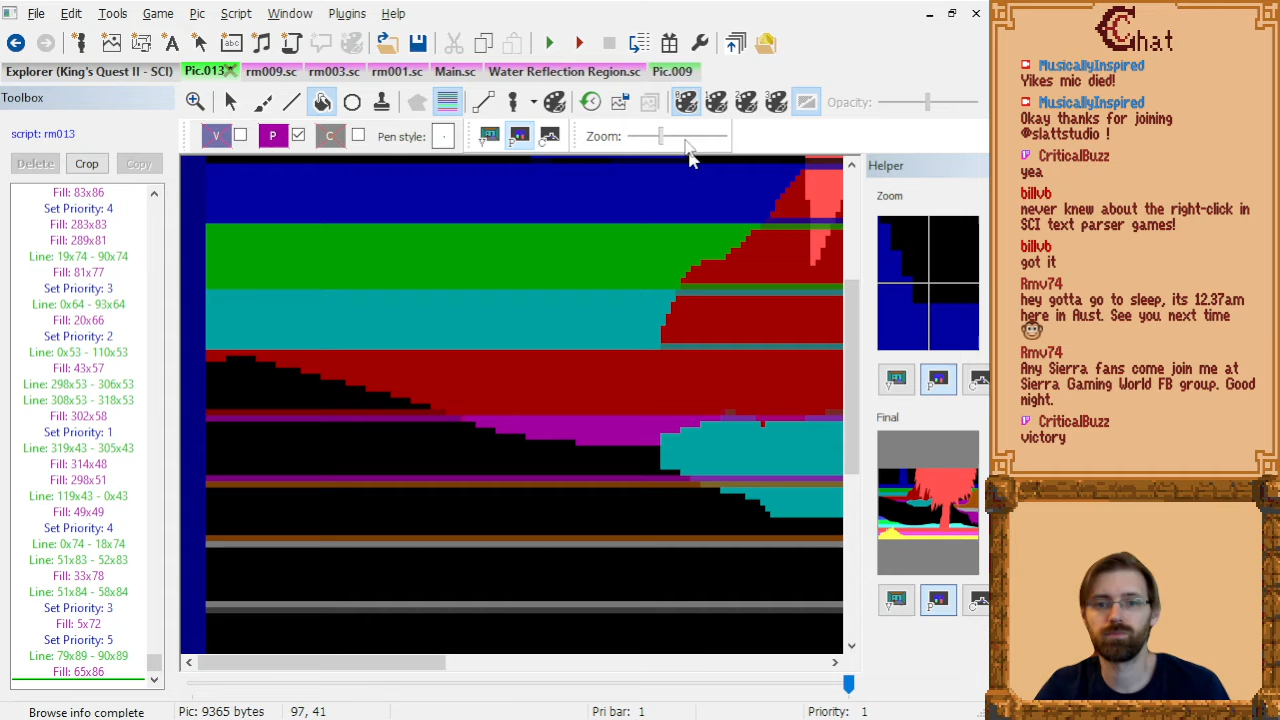 File Edit Tools Game Pic Script Window Plugins Help
Explorer (King's Quest II - SCI) Pic.013 rm009.sc rm003.sc rm001.sc Main.sc Water Reflection Region.sc Pic.009
Toolbox
Opacity:
script: rm013
V P C Pen style: V P C Zoom:
Delete Crop Copy
Helper
Zoom
Final
Fill: 83x86
Set Priority: 4
Fill: 283x83
Fill: 289x81
Line: 19x74 - 90x74
Fill: 81x77
Set Priority: 3
Line: 0x64 - 93x64
Fill: 20x66
Set Priority: 2
Line: 0x53 - 110x53
Fill: 43x57
Line: 298x53 - 306x53
Line: 308x53 - 318x53
Fill: 302x58
Set Priority: 1
Line: 319x43 - 305x43
Fill: 314x48
Fill: 298x51
Line: 119x43 - 0x43
Fill: 49x49
Set Priority: 4
Line: 0x74 - 18x74
Line: 51x83 - 52x83
Fill: 33x78
Line: 51x84 - 58x84
Set Priority: 3
Fill: 5x72
Set Priority: 5
Line: 79x89 - 90x89
Fill: 65x86
Browse info complete Pic: 9365 bytes 97, 41 Pri bar: 1 Priority: 1
Chat
MusicallyInspired
Yikes mic died!
MusicallyInspired
Okay thanks for joining
@slattstudio !
CriticalBuzz
yea
billvb
never knew about the right-click in
SCI text parser games!
billvb
got it
Rmv74
hey gotta go to sleep, its 12.37am
here in Aust. See you next time
Rmv74
Any Sierra fans come join me at
Sierra Gaming World FB group. Good
night.
CriticalBuzz
victory